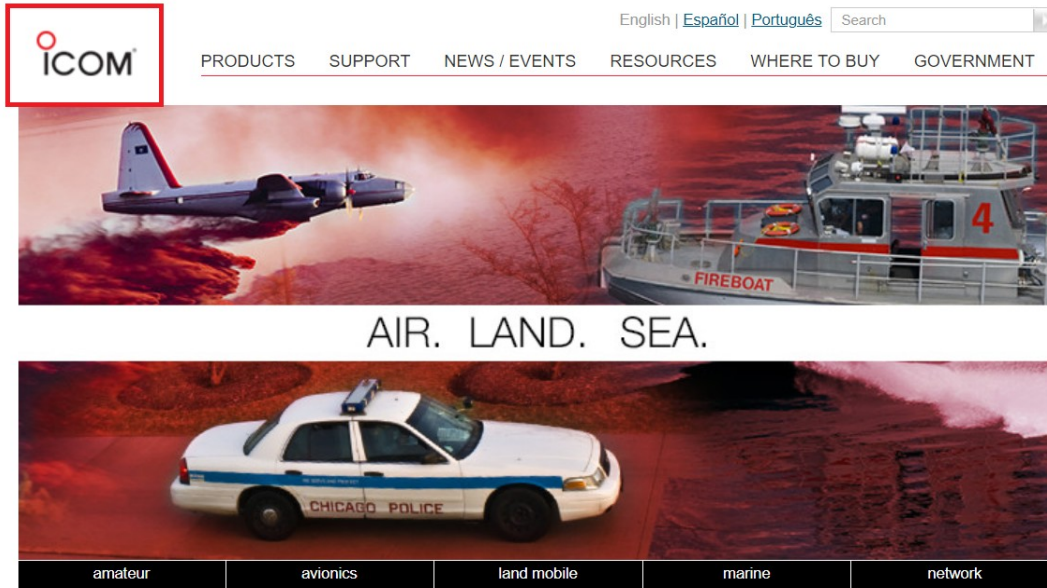 English | Español | Português Search
iCOM
PRODUCTS SUPPORT NEWS / EVENTS RESOURCES WHERE TO BUY GOVERNMENT
4
FIREBOAT
AIR. LAND. SEA.
CHICAGO POLICE
amateur avionics land mobile marine network